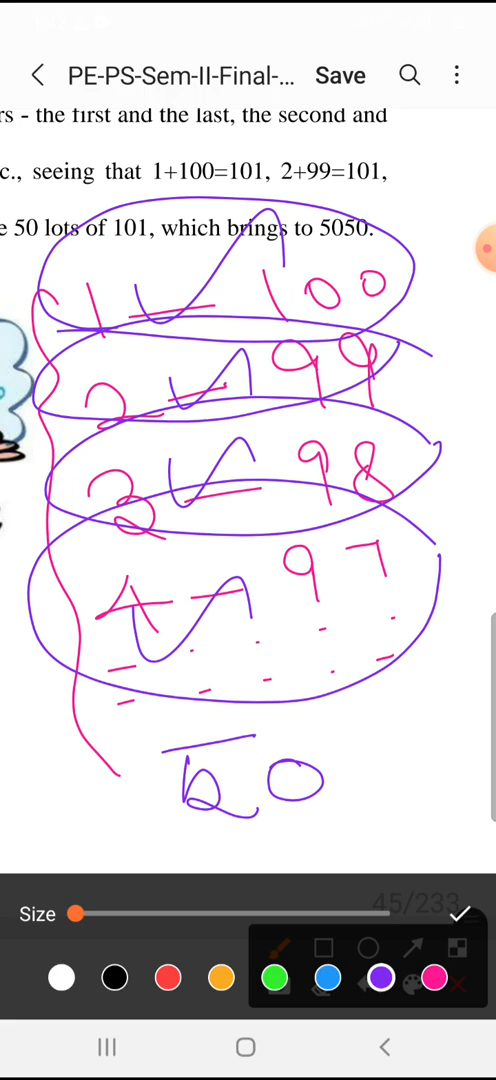 PE-PS-Sem-II-Final-... Save
rs - the first and the last, the second and
c., seeing that 1+100=101, 2+99=101,
e 50 lots of 101, which brings to 5050.
1 — 100
2 — 99
3 — 98
4 — 97
50
Size
45/233